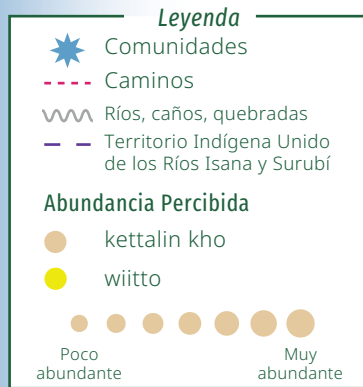 Leyenda
Comunidades
Caminos
Ríos, caños, quebradas
Territorio Indígena Unido
de los Ríos Isana y Surubí
Abundancia Percibida
kettalin kho
wiitto
Poco
abundante
Muy
abundante